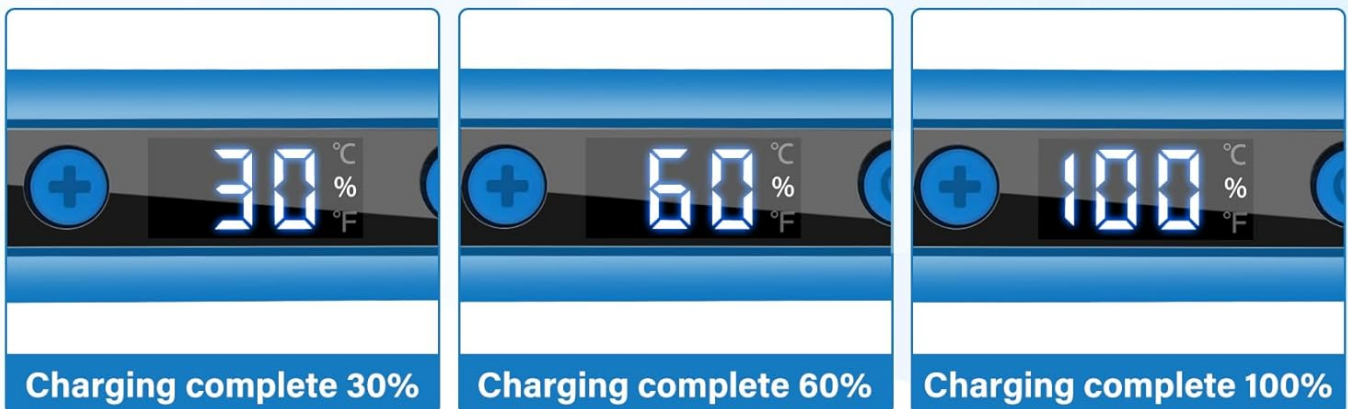 30 °C % °F
60 °C % °F
100 °C % °F
Charging complete 30%
Charging complete 60%
Charging complete 100%